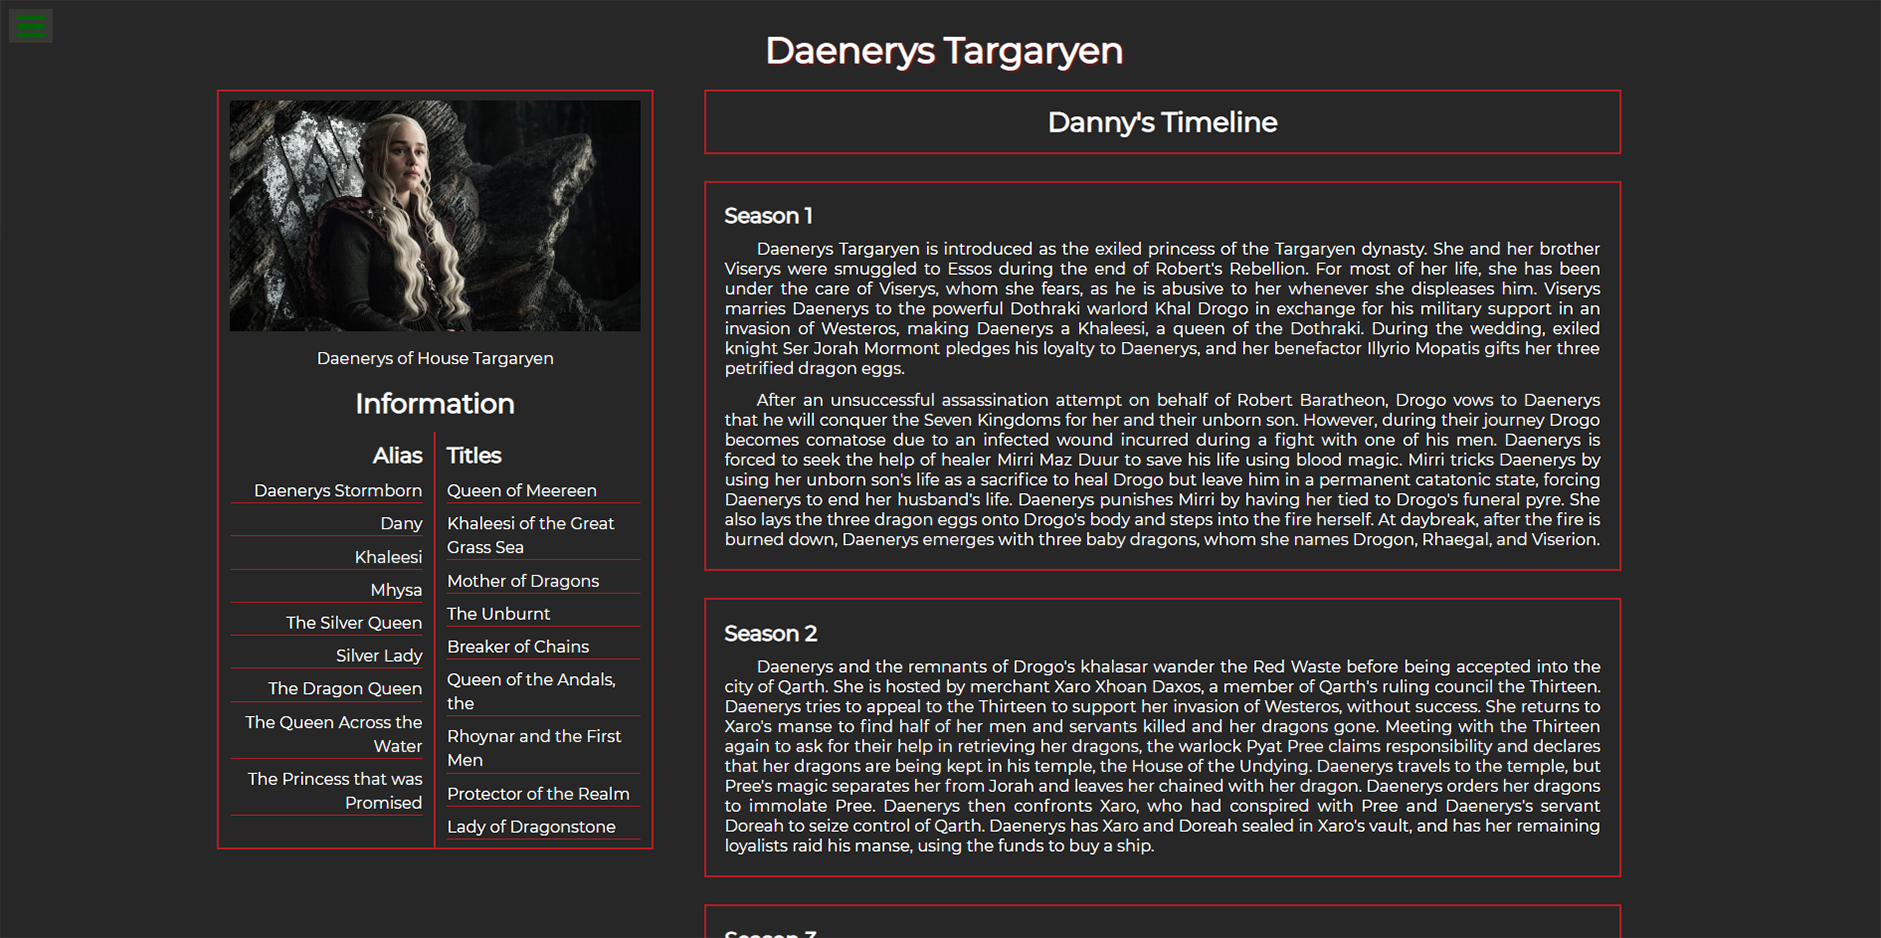 Daenerys Targaryen
Daenerys of House Targaryen
Information
Alias
Daenerys Stormborn
Dany
Khaleesi
Mhysa
The Silver Queen
Silver Lady
The Dragon Queen
The Queen Across the
Water
The Princess that was
Promised
Titles
Queen of Meereen
Khaleesi of the Great
Grass Sea
Mother of Dragons
The Unburnt
Breaker of Chains
Queen of the Andals,
the
Rhoynar and the First
Men
Protector of the Realm
Lady of Dragonstone
Danny's Timeline
Season 1
Daenerys Targaryen is introduced as the exiled princess of the Targaryen dynasty. She and her brother
Viserys were smuggled to Essos during the end of Robert's Rebellion. For most of her life, she has been
under the care of Viserys, whom she fears, as he is abusive to her whenever she displeases him. Viserys
marries Daenerys to the powerful Dothraki warlord Khal Drogo in exchange for his military support in an
invasion of Westeros, making Daenerys a Khaleesi, a queen of the Dothraki. During the wedding, exiled
knight Ser Jorah Mormont pledges his loyalty to Daenerys, and her benefactor Illyrio Mopatis gifts her three
petrified dragon eggs.
After an unsuccessful assassination attempt on behalf of Robert Baratheon, Drogo vows to Daenerys
that he will conquer the Seven Kingdoms for her and their unborn son. However, during their journey Drogo
becomes comatose due to an infected wound incurred during a fight with one of his men. Daenerys is
forced to seek the help of healer Mirri Maz Duur to save his life using blood magic. Mirri tricks Daenerys by
using her unborn son's life as a sacrifice to heal Drogo but leave him in a permanent catatonic state, forcing
Daenerys to end her husband's life. Daenerys punishes Mirri by having her tied to Drogo's funeral pyre. She
also lays the three dragon eggs onto Drogo's body and steps into the fire herself. At daybreak, after the fire is
burned down, Daenerys emerges with three baby dragons, whom she names Drogon, Rhaegal, and Viserion.
Season 2
Daenerys and the remnants of Drogo's khalasar wander the Red Waste before being accepted into the
city of Qarth. She is hosted by merchant Xaro Xhoan Daxos, a member of Qarth's ruling council the Thirteen.
Daenerys tries to appeal to the Thirteen to support her invasion of Westeros, without success. She returns to
Xaro's manse to find half of her men and servants killed and her dragons gone. Meeting with the Thirteen
again to ask for their help in retrieving her dragons, the warlock Pyat Pree claims responsibility and declares
that her dragons are being kept in his temple, the House of the Undying. Daenerys travels to the temple, but
Pree's magic separates her from Jorah and leaves her chained with her dragon. Daenerys orders her dragons
to immolate Pree. Daenerys then confronts Xaro, who had conspired with Pree and Daenerys's servant
Doreah to seize control of Qarth. Daenerys has Xaro and Doreah sealed in Xaro's vault, and has her remaining
loyalists raid his manse, using the funds to buy a ship.
Season 3